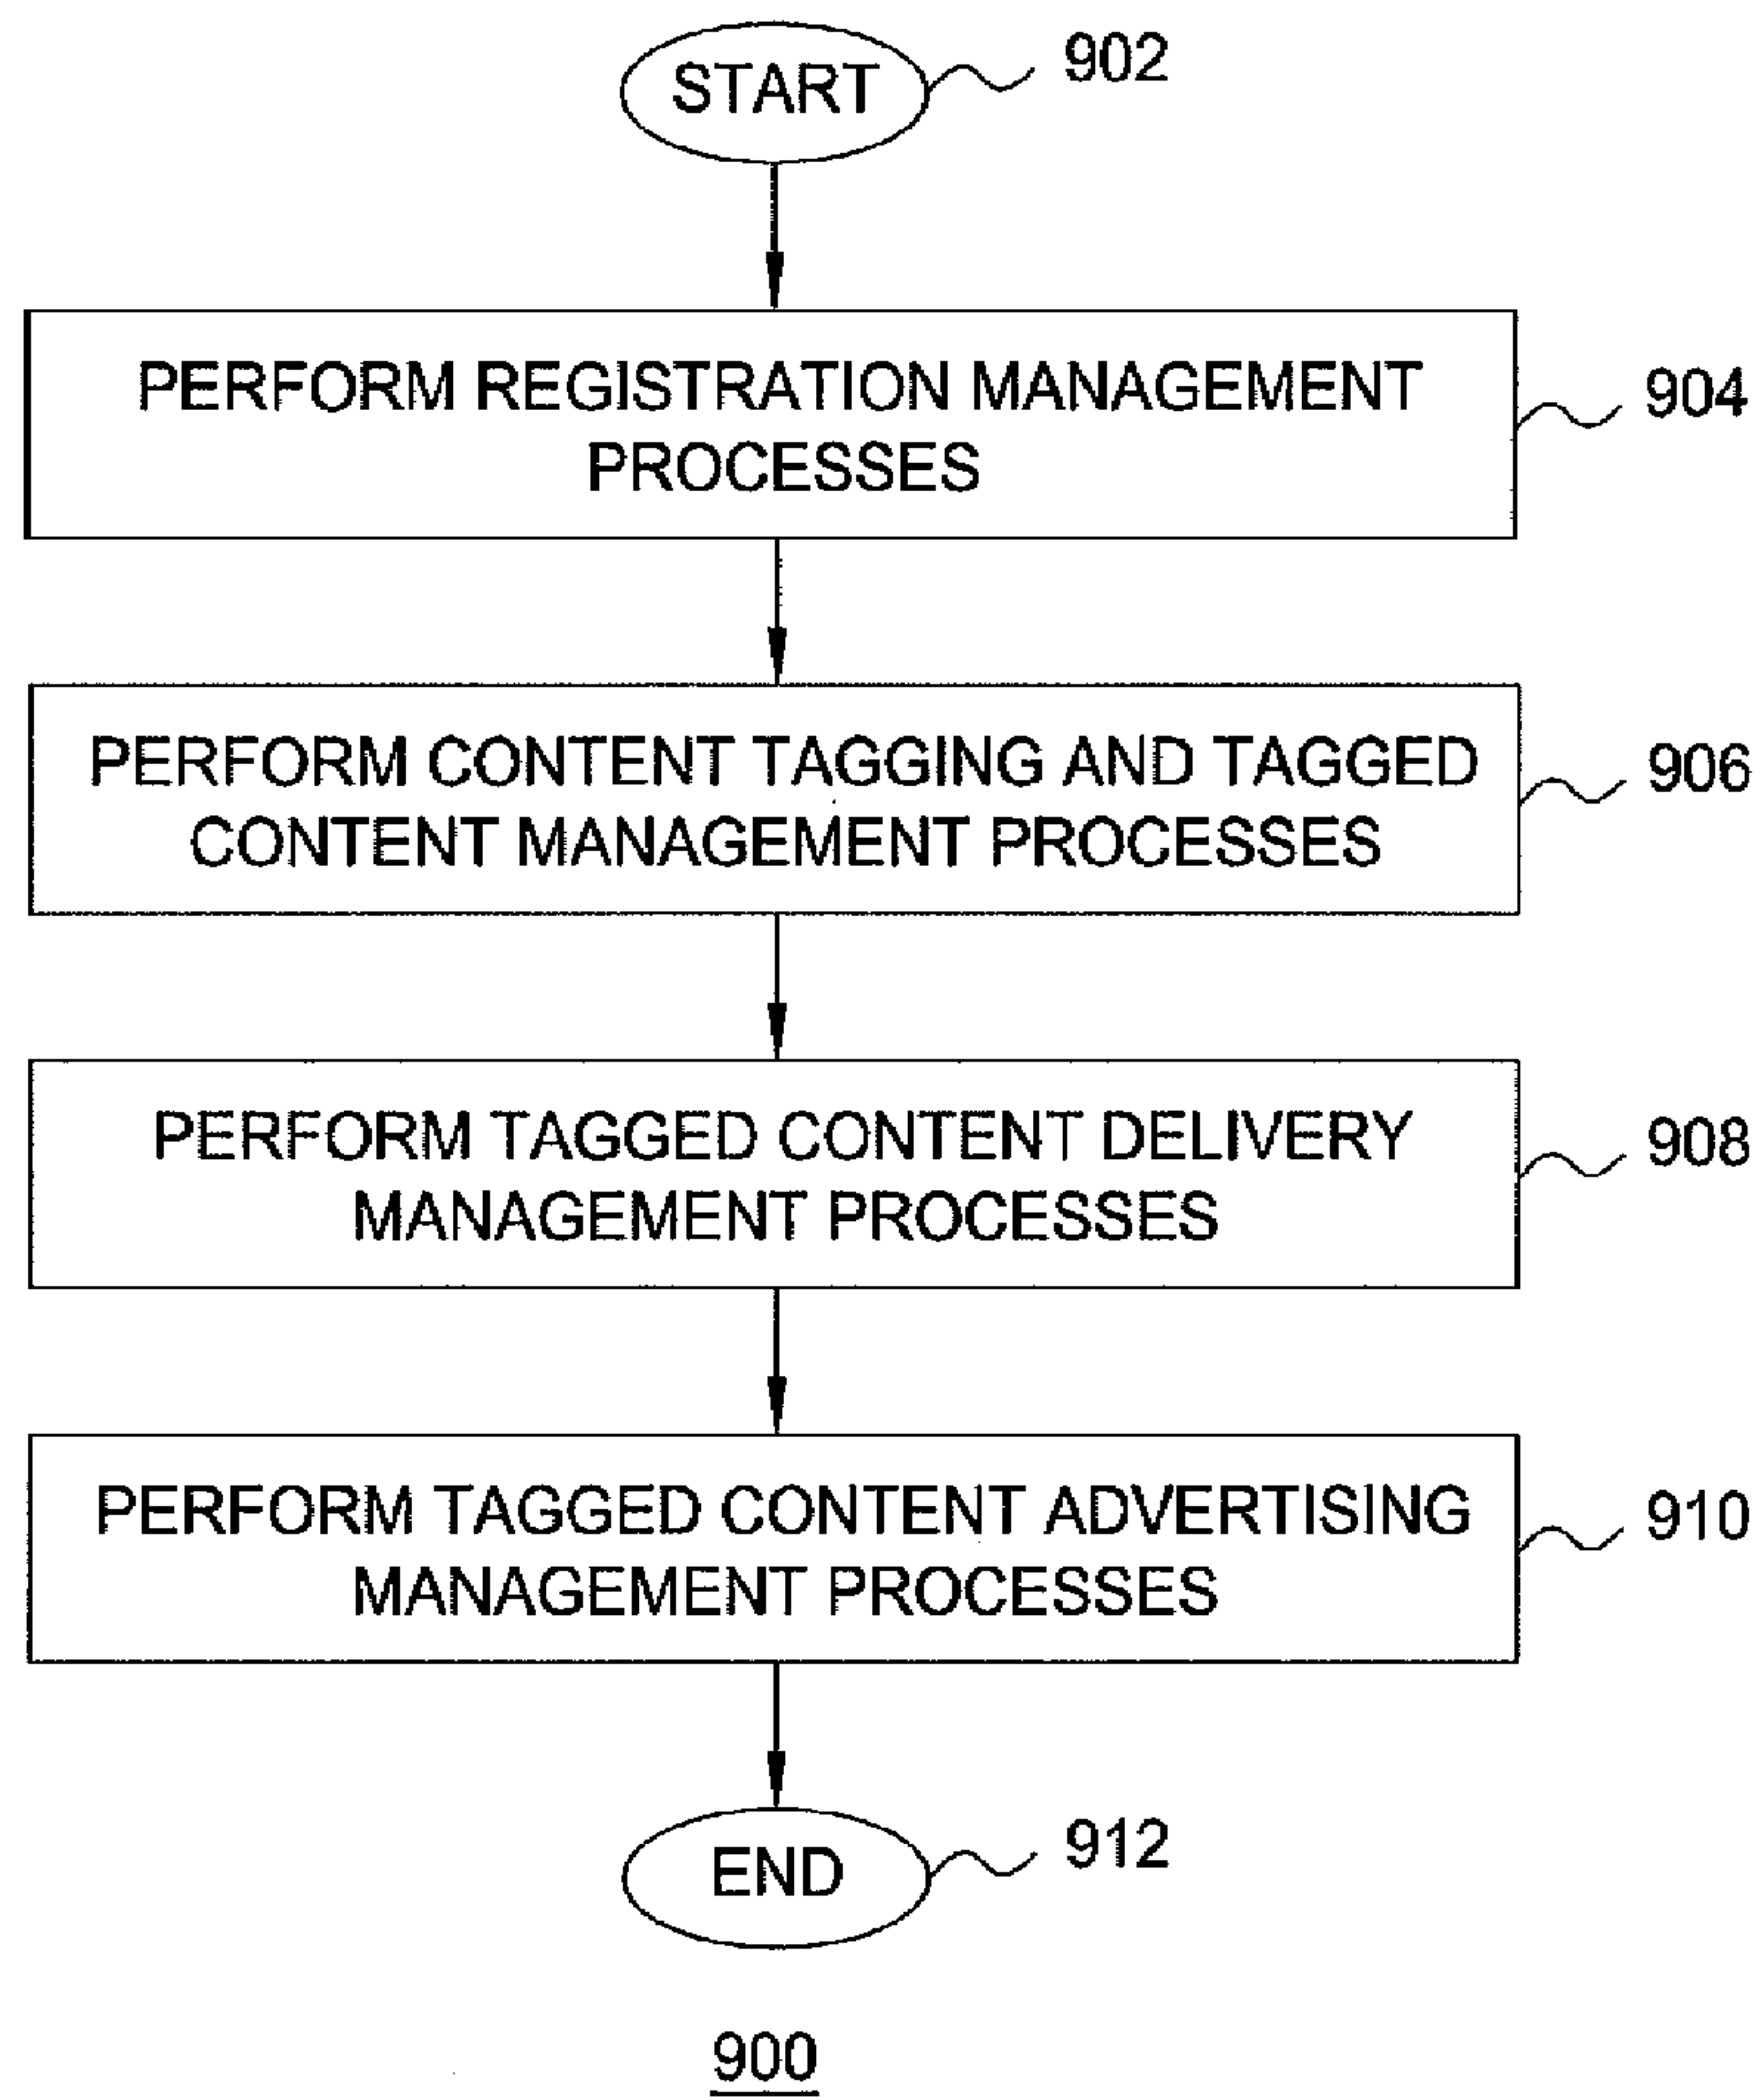 START
902
PERFORM REGISTRATION MANAGEMENT
PROCESSES
904
PERFORM CONTENT TAGGING AND TAGGED
CONTENT MANAGEMENT PROCESSES
906
PERFORM TAGGED CONTENT DELIVERY
MANAGEMENT PROCESSES
908
PERFORM TAGGED CONTENT ADVERTISING
MANAGEMENT PROCESSES
910
END
912
900